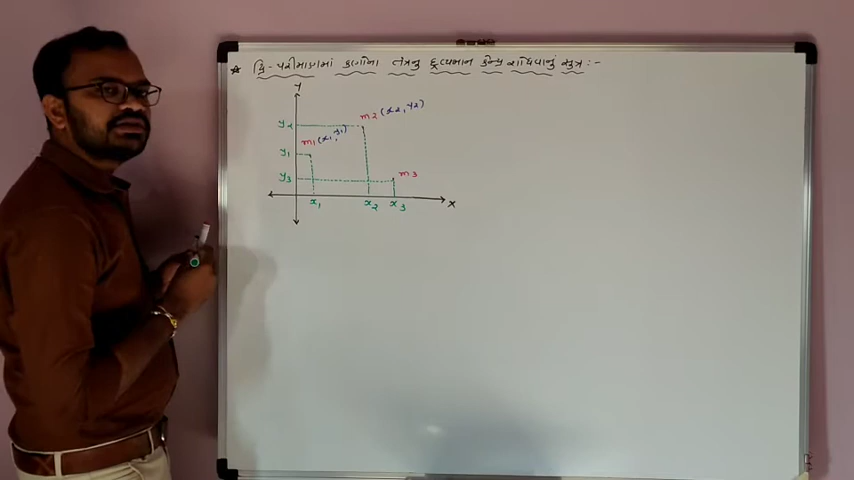 * દ્વિ-પરીમાણમાં કણોના તંત્રનુ દ્રવ્યમાન કેન્દ્ર શોધવાનું સુત્ર :-
y
y2 m2 (x2, y2)
m1 (x1, y1)
y1
y3 m3
x1 x2 x3 x